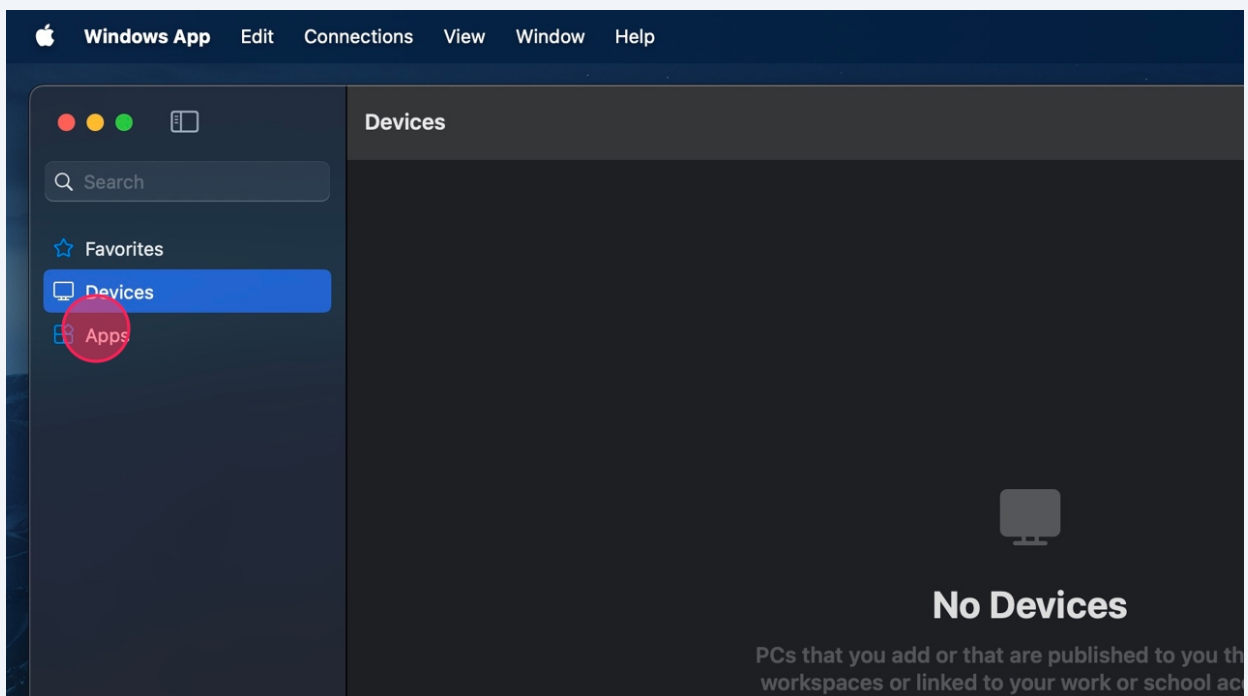 Windows App Edit Connections View Window Help
Devices
Search
Favorites
Devices
Apps
No Devices
PCs that you add or that are published to you th
workspaces or linked to your work or school ac